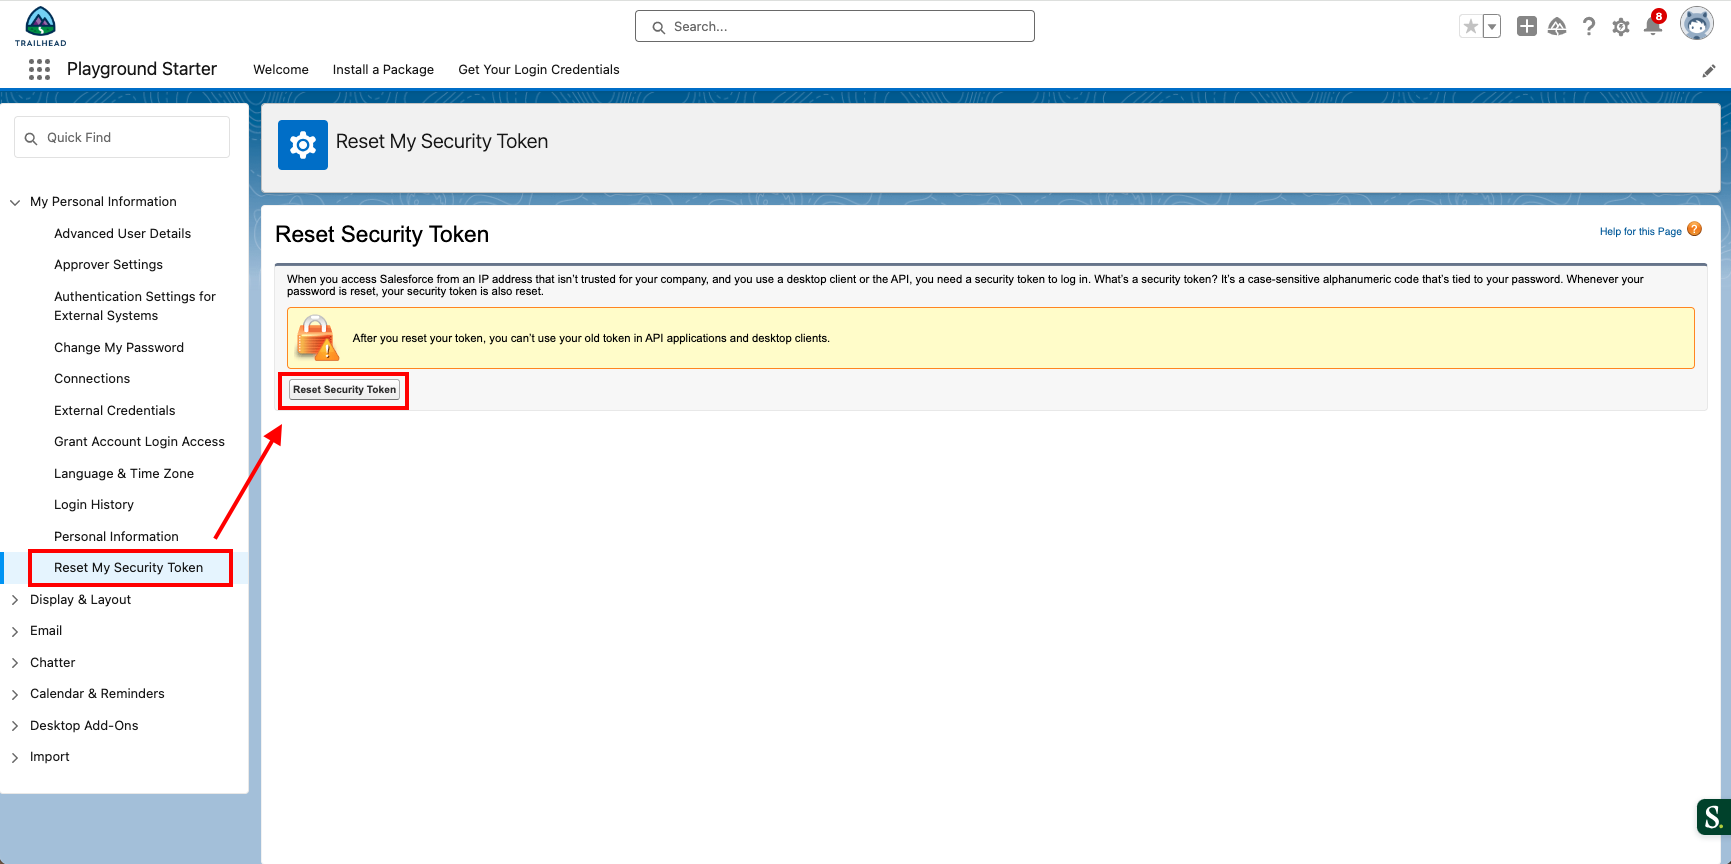 TRAILHEAD
Search...
8
Playground Starter
Welcome
Install a Package
Get Your Login Credentials
Quick Find
My Personal Information
Advanced User Details
Approver Settings
Authentication Settings for
External Systems
Change My Password
Connections
External Credentials
Grant Account Login Access
Language & Time Zone
Login History
Personal Information
Reset My Security Token
Display & Layout
Email
Chatter
Calendar & Reminders
Desktop Add-Ons
Import
Reset My Security Token
Reset Security Token
Help for this Page ?
When you access Salesforce from an IP address that isn't trusted for your company, and you use a desktop client or the API, you need a security token to log in. What's a security token? It's a case-sensitive alphanumeric code that's tied to your password. Whenever your
password is reset, your security token is also reset.
After you reset your token, you can't use your old token in API applications and desktop clients.
Reset Security Token
S.